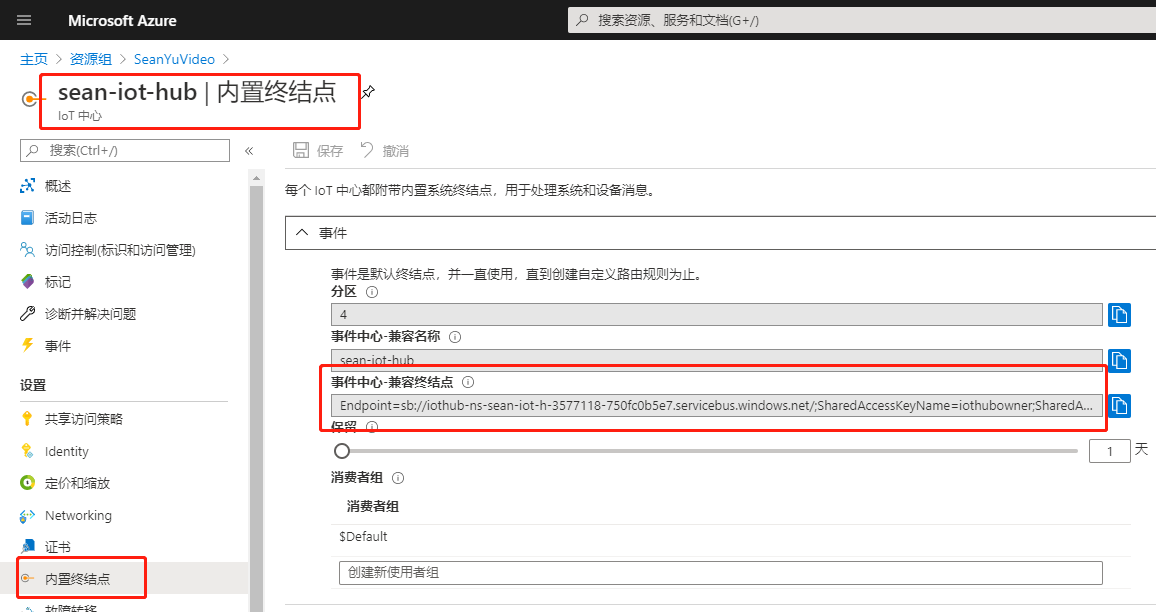 Microsoft Azure
搜索资源、服务和文档(G+/)
主页 > 资源组 > SeanYuVideo >
sean-iot-hub | 内置终结点
IoT 中心
搜索(Ctrl+/)
«
保存 撤消
概述
活动日志
访问控制(标识和访问管理)
标记
诊断并解决问题
事件
设置
共享访问策略
Identity
定价和缩放
Networking
证书
内置终结点
故障转移
每个 IoT 中心都附带内置系统终结点，用于处理系统和设备消息。
事件
事件是默认终结点，并一直使用，直到创建自定义路由规则为止。
分区
4
事件中心-兼容名称
sean-iot-hub
事件中心-兼容终结点
Endpoint=sb://iothub-ns-sean-iot-h-3577118-750fc0b5e7.servicebus.windows.net/;SharedAccessKeyName=iothubowner;SharedA...
保留
1 天
消费者组
消费者组
$Default
创建新使用者组